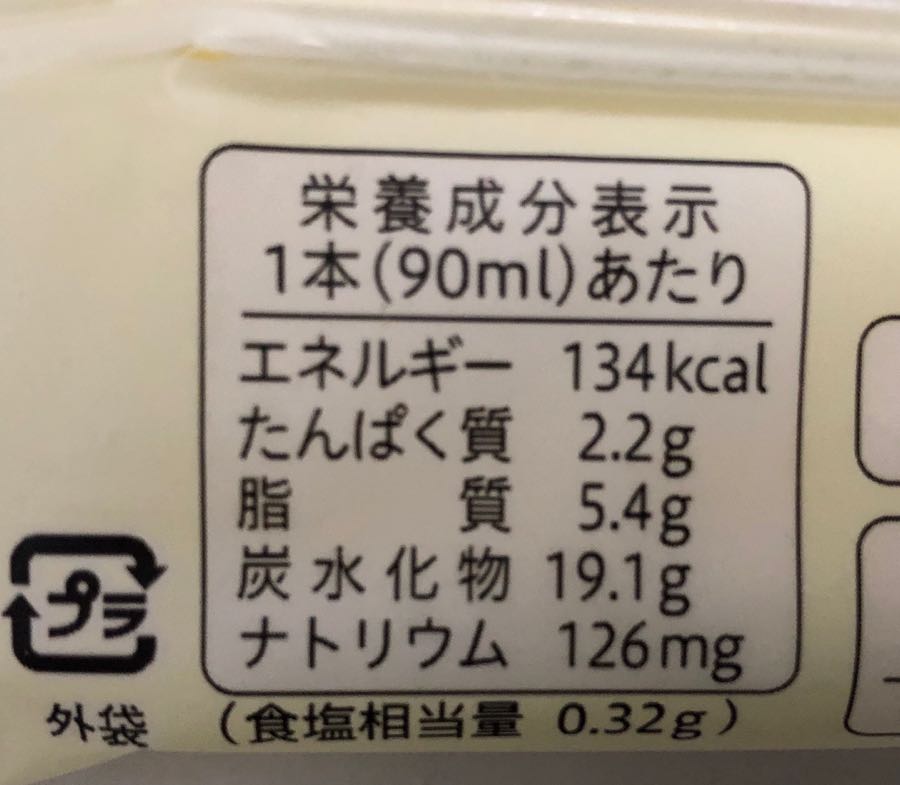 栄養成分表示
1本(90ml)あたり
エネルギー 134kcal
たんぱく質 2.2g
脂質 5.4g
炭水化物 19.1g
ナトリウム 126mg
(食塩相当量 0.32g)
プラ
外袋